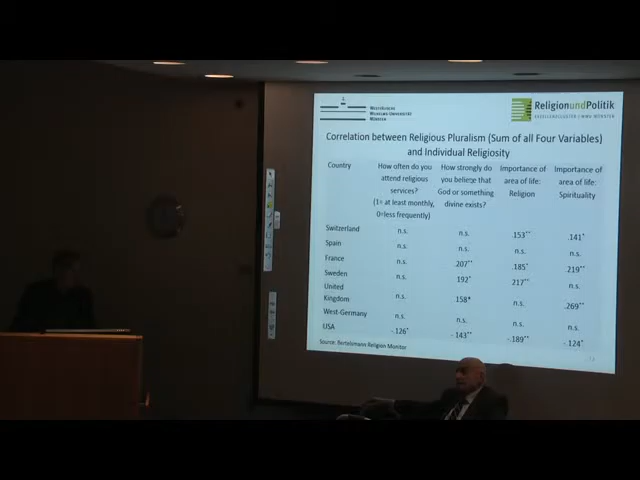 WESTFÄLISCHE
WILHELMS-UNIVERSITÄT
MÜNSTER
ReligionundPolitik
EXZELLENZCLUSTER | WWU MÜNSTER
Correlation between Religious Pluralism (Sum of all Four Variables)
and Individual Religiosity
Country How often do you attend religious services? (1= at least monthly, 0=less frequently) How strongly do you believe that God or something divine exists? Importance of area of life: Religion Importance of area of life: Spirituality
Switzerland n.s. n.s. .153** .141*
Spain n.s. n.s. n.s. n.s.
France n.s. .207** .185* .219**
Sweden n.s. .192* .217** n.s.
United
Kingdom n.s. .158* n.s. .269**
West-Germany n.s. n.s. n.s. n.s.
USA -.126* -.143** -.189** -.124*
Source: Bertelsmann Religion Monitor